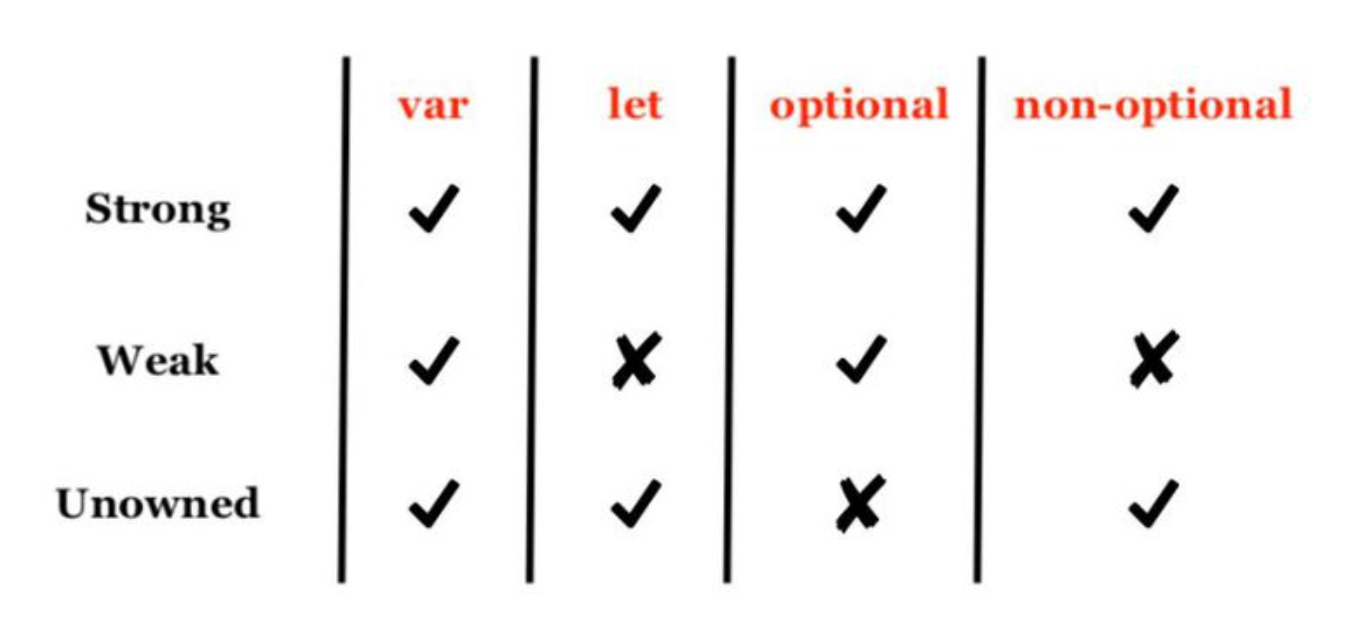 var let optional non-optional
Strong ✓ ✓ ✓ ✓
Weak ✓ ✘ ✓ ✘
Unowned ✓ ✓ ✘ ✓